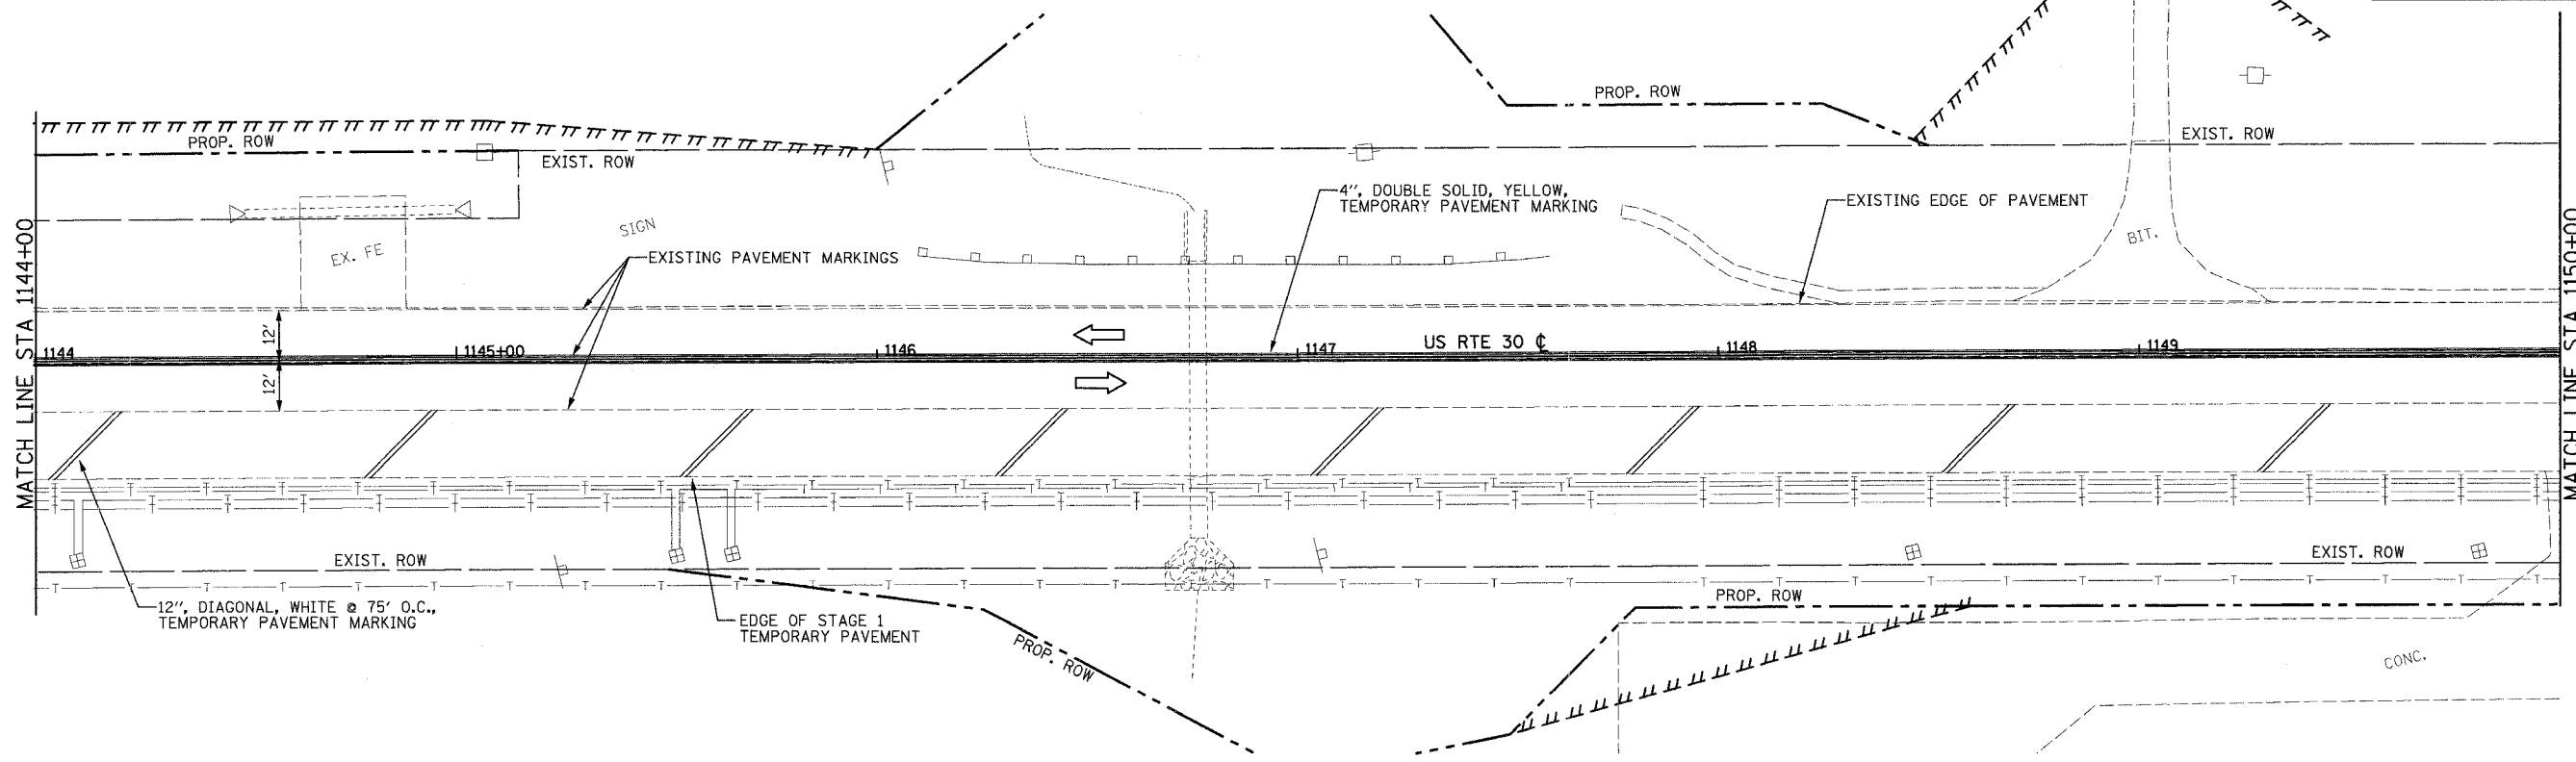 PROP. ROW
PROP. ROW
EXIST. ROW
EXIST. ROW
4", DOUBLE SOLID, YELLOW,
TEMPORARY PAVEMENT MARKING
EXISTING EDGE OF PAVEMENT
SIGN
EX. FE
BIT.
EXISTING PAVEMENT MARKINGS
MATCH LINE STA 1144+00
MATCH LINE STA 1150+00
12'
12'
1144
1145+00
1146
1147
US RTE 30 ℄
1148
1149
EXIST. ROW
EXIST. ROW
12", DIAGONAL, WHITE @ 75' O.C.,
TEMPORARY PAVEMENT MARKING
EDGE OF STAGE 1
TEMPORARY PAVEMENT
PROP. ROW
PROP. ROW
CONC.